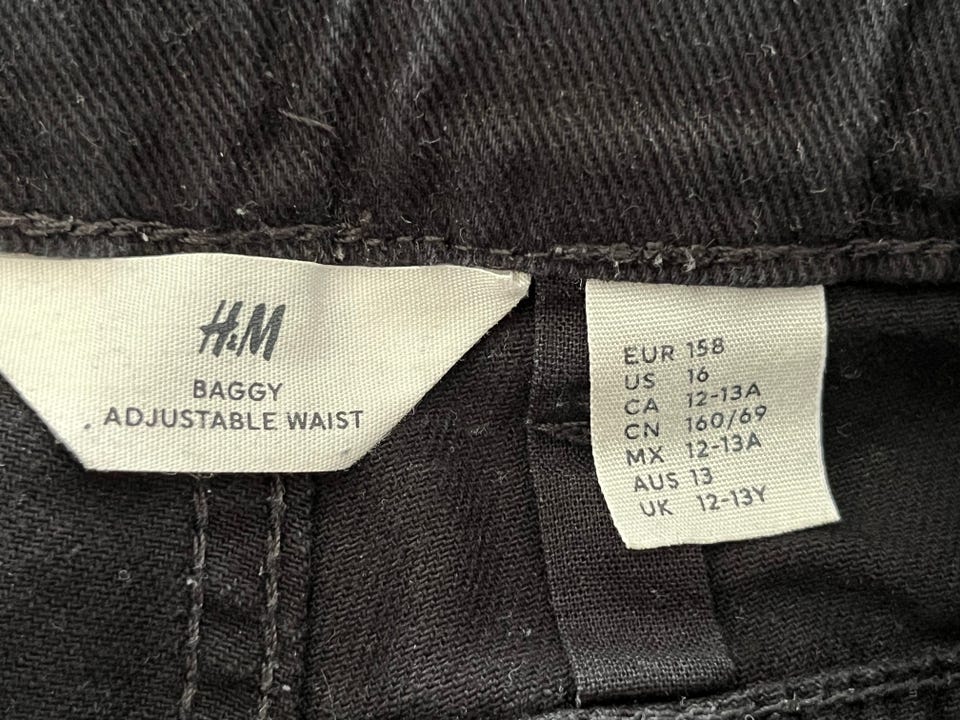 H&M
BAGGY
ADJUSTABLE WAIST
EUR 158
US 16
CA 12-13A
CN 160/69
MX 12-13A
AUS 13
UK 12-13Y